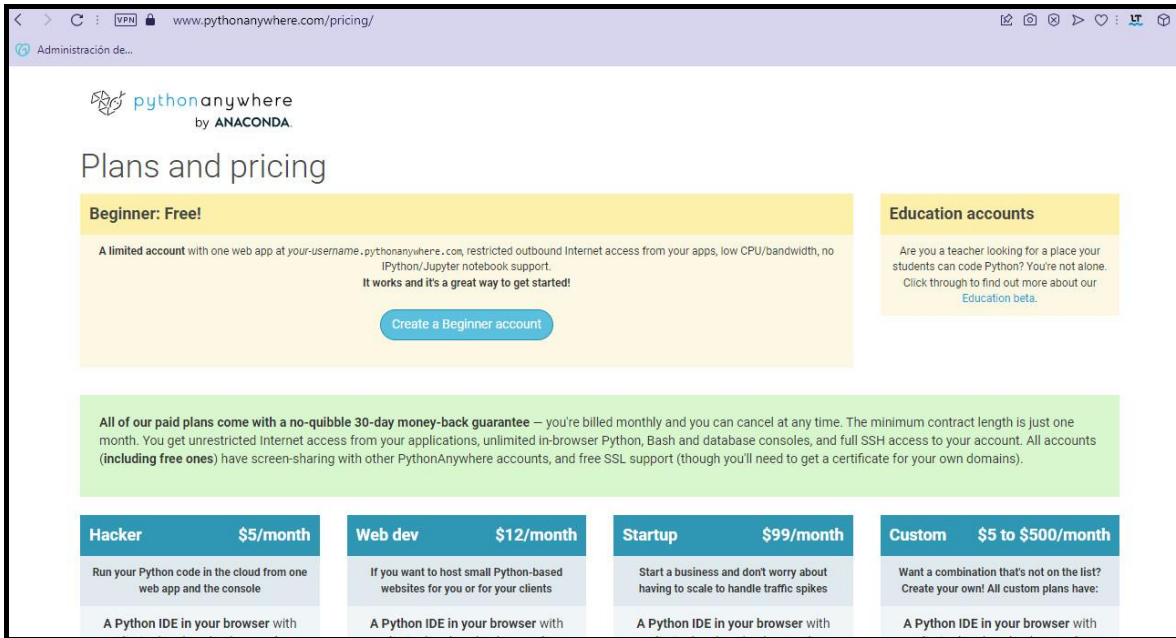 VPN www.pythonanywhere.com/pricing/
LT
Administración de...
pythonanywhere
by ANACONDA.
Plans and pricing
Beginner: Free!
A limited account with one web app at your-username.pythonanywhere.com, restricted outbound Internet access from your apps, low CPU/bandwidth, no
IPython/Jupyter notebook support.
It works and it's a great way to get started!
Create a Beginner account
Education accounts
Are you a teacher looking for a place your
students can code Python? You're not alone.
Click through to find out more about our
Education beta.
All of our paid plans come with a no-quibble 30-day money-back guarantee — you're billed monthly and you can cancel at any time. The minimum contract length is just one
month. You get unrestricted Internet access from your applications, unlimited in-browser Python, Bash and database consoles, and full SSH access to your account. All accounts
(including free ones) have screen-sharing with other PythonAnywhere accounts, and free SSL support (though you'll need to get a certificate for your own domains).
Hacker $5/month
Run your Python code in the cloud from one
web app and the console
A Python IDE in your browser with
Web dev $12/month
If you want to host small Python-based
websites for you or for your clients
A Python IDE in your browser with
Startup $99/month
Start a business and don't worry about
having to scale to handle traffic spikes
A Python IDE in your browser with
Custom $5 to $500/month
Want a combination that's not on the list?
Create your own! All custom plans have:
A Python IDE in your browser with